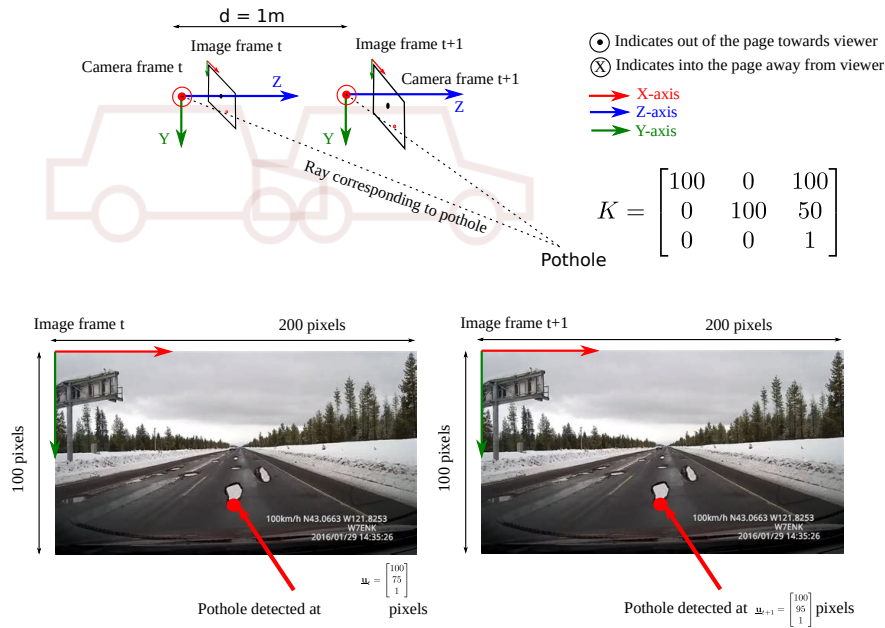 d = 1m
Image frame t
Image frame t+1
Camera frame t
Camera frame t+1
Z
Z
Y
Y
Ray corresponding to pothole
Pothole
Indicates out of the page towards viewer
X Indicates into the page away from viewer
X-axis
Z-axis
Y-axis
K = [100 0 100
0 100 50
0 0 1]
Image frame t
200 pixels
100 pixels
100km/h N43.0663 W121.8253
W7ENK
2016/01/29 14:35:26
u_t = [100
75
1]
Pothole detected at pixels
Image frame t+1
200 pixels
100 pixels
100km/h N43.0663 W121.8253
W7ENK
2016/01/29 14:35:26
Pothole detected at u_{t+1} = [100
95
1] pixels